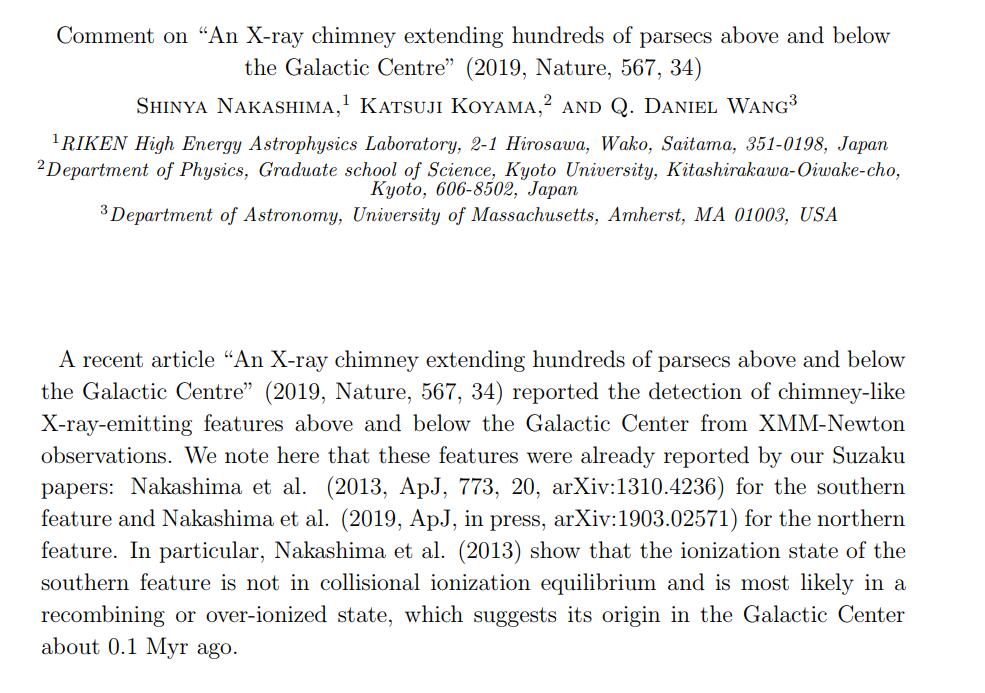 Comment on “An X-ray chimney extending hundreds of parsecs above and below
the Galactic Centre” (2019, Nature, 567, 34)
Shinya Nakashima,1 Katsuji Koyama,2 and Q. Daniel Wang3
1RIKEN High Energy Astrophysics Laboratory, 2-1 Hirosawa, Wako, Saitama, 351-0198, Japan
2Department of Physics, Graduate school of Science, Kyoto University, Kitashirakawa-Oiwake-cho,
Kyoto, 606-8502, Japan
3Department of Astronomy, University of Massachusetts, Amherst, MA 01003, USA
A recent article “An X-ray chimney extending hundreds of parsecs above and below
the Galactic Centre” (2019, Nature, 567, 34) reported the detection of chimney-like
X-ray-emitting features above and below the Galactic Center from XMM-Newton
observations. We note here that these features were already reported by our Suzaku
papers: Nakashima et al. (2013, ApJ, 773, 20, arXiv:1310.4236) for the southern
feature and Nakashima et al. (2019, ApJ, in press, arXiv:1903.02571) for the northern
feature. In particular, Nakashima et al. (2013) show that the ionization state of the
southern feature is not in collisional ionization equilibrium and is most likely in a
recombining or over-ionized state, which suggests its origin in the Galactic Center
about 0.1 Myr ago.